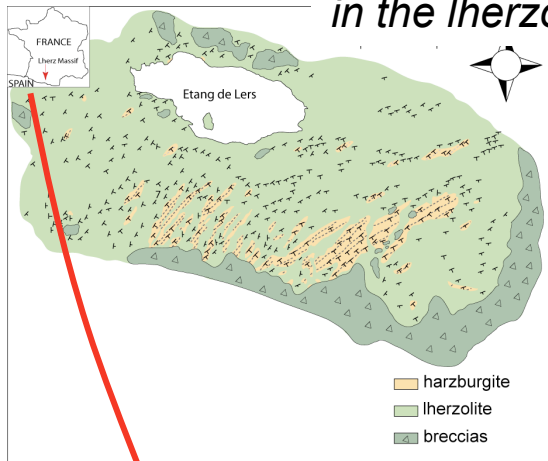 in the lherzo
FRANCE
Lherz Massif
SPAIN
Etang de Lers
harzburgite
lherzolite
breccias